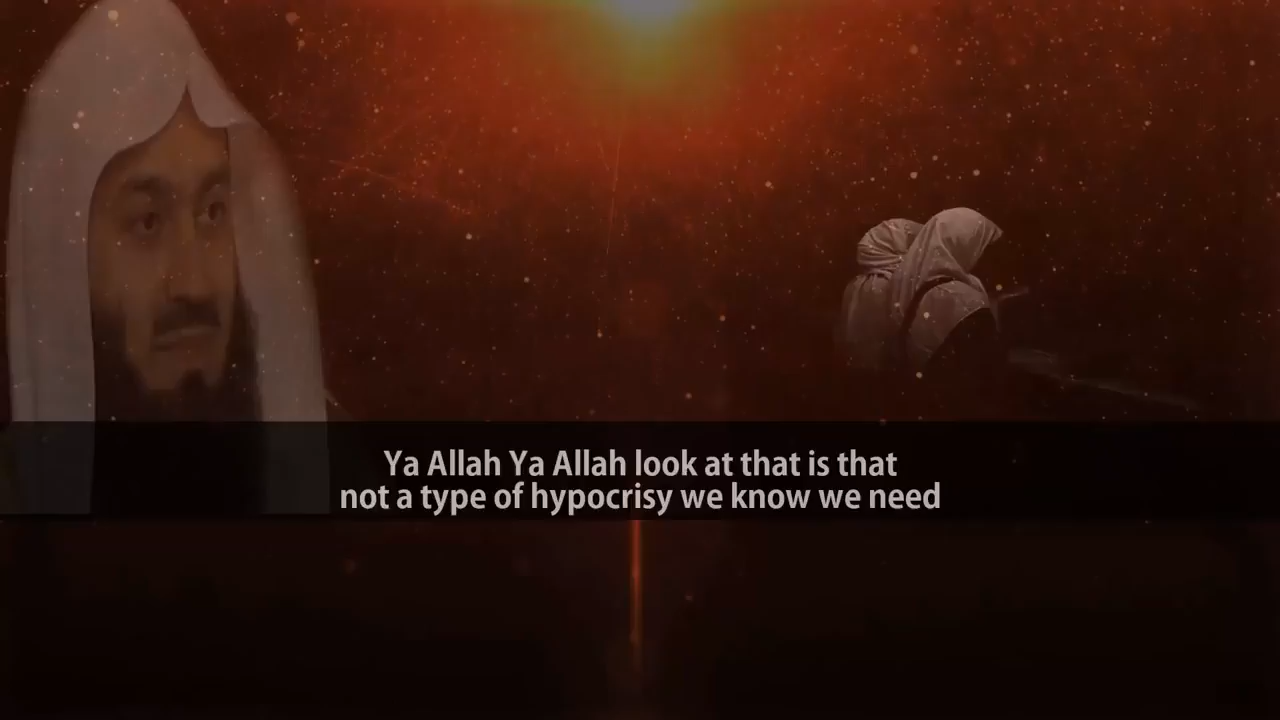 Ya Allah Ya Allah look at that is that
not a type of hypocrisy we know we need